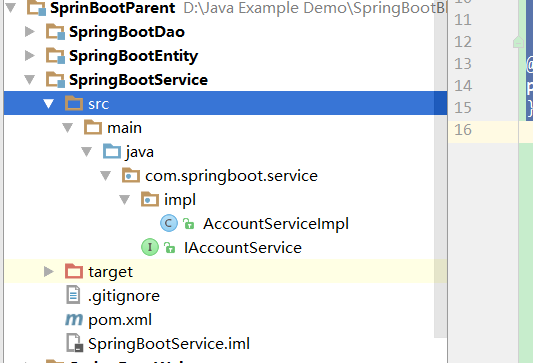 SprinBootParent D:\Java Example Demo\SpringBootB
SpringBootDao
SpringBootEntity
SpringBootService
src
main
java
com.springboot.service
impl
AccountServiceImpl
IAccountService
target
.gitignore
pom.xml
SpringBootService.iml
11
12
13
14
15 }
16